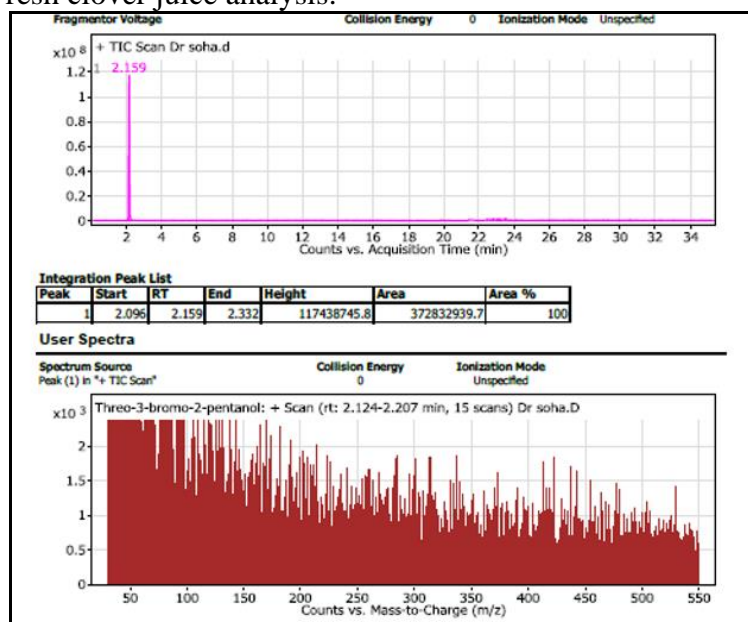 resh clover juice analysis.
Fragmentor Voltage Collision Energy 0 Ionization Mode Unspecified
x10 8 + TIC Scan Dr soha.d
1.2 1 2.159
1
0.8
0.6
0.4
0.2
0
2 4 6 8 10 12 14 16 18 20 22 24 26 28 30 32 34
Counts vs. Acquisition Time (min)
Integration Peak List
Peak Start RT End Height Area Area %
1 2.096 2.159 2.332 117438745.8 372832939.7 100
User Spectra
Spectrum Source Collision Energy Ionization Mode
Peak (1) in "+ TIC Scan" 0 Unspecified
x10 3 Threo-3-bromo-2-pentanol: + Scan (rt: 2.124-2.207 min, 15 scans) Dr soha.D
2
1.5
1
0.5
0
50 100 150 200 250 300 350 400 450 500 550
Counts vs. Mass-to-Charge (m/z)